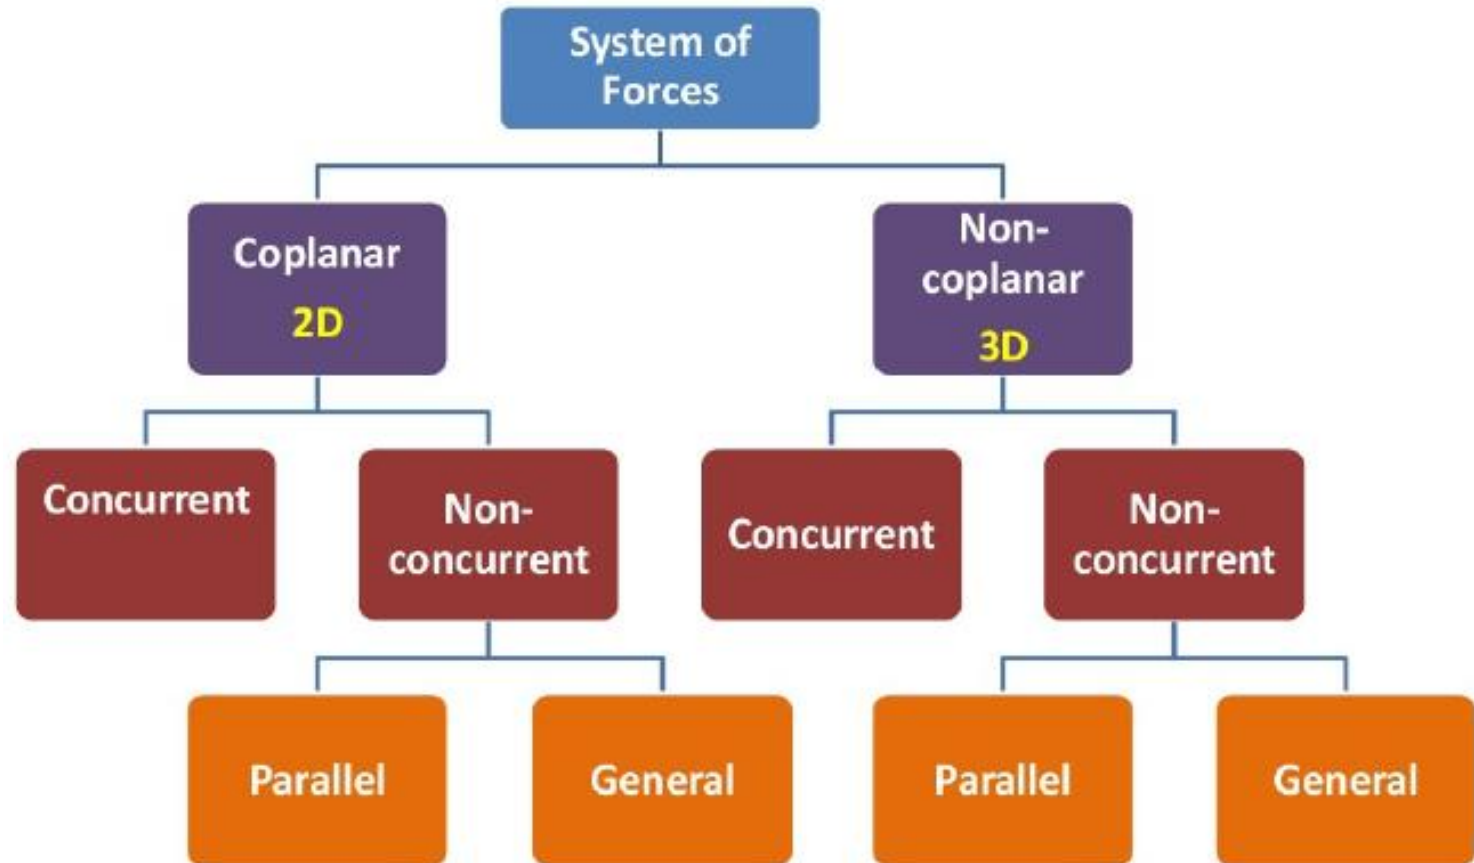 System of
Forces
Coplanar
2D
Non-
coplanar
3D
Concurrent
Non-
concurrent
Concurrent
Non-
concurrent
Parallel
General
Parallel
General